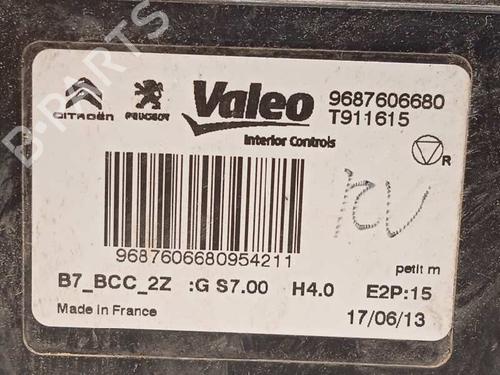 CITROËN
PEUGEOT
Valeo
Interior Controls
9687606680
T911615
R
9687606680954211
petit m
B7_BCC_2Z :G S7.00 H4.0 E2P:15
Made in France
17/06/13
B-PARTS